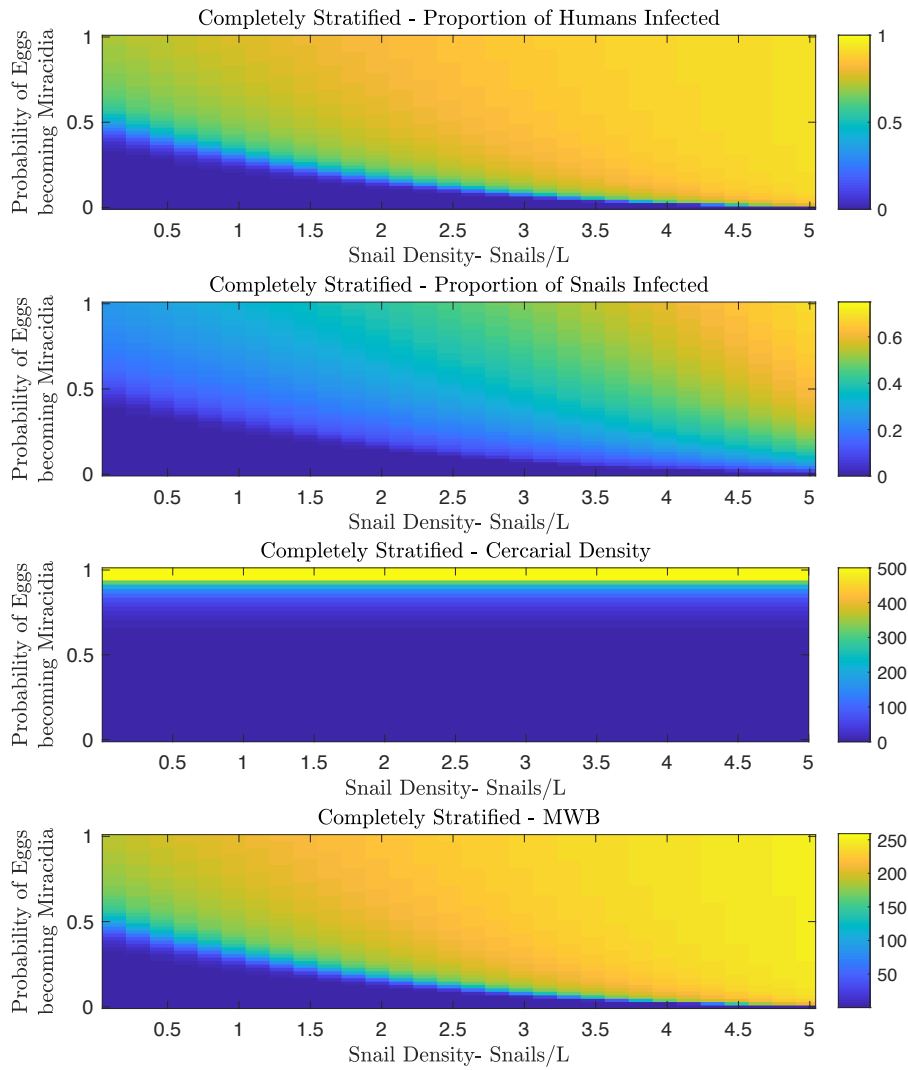 Completely Stratified - Proportion of Humans Infected
Probability of Eggs
becoming Miracidia
1
0.5
0
0.5 1 1.5 2 2.5 3 3.5 4 4.5 5
Snail Density- Snails/L
1
0.8
0.6
0.4
0.2
0
Completely Stratified - Proportion of Snails Infected
Probability of Eggs
becoming Miracidia
1
0.5
0
0.5 1 1.5 2 2.5 3 3.5 4 4.5 5
Snail Density- Snails/L
0.6
0.4
0.2
0
Completely Stratified - Cercarial Density
Probability of Eggs
becoming Miracidia
1
0.5
0
0.5 1 1.5 2 2.5 3 3.5 4 4.5 5
Snail Density- Snails/L
500
400
300
200
100
0
Completely Stratified - MWB
Probability of Eggs
becoming Miracidia
1
0.5
0
0.5 1 1.5 2 2.5 3 3.5 4 4.5 5
Snail Density- Snails/L
250
200
150
100
50